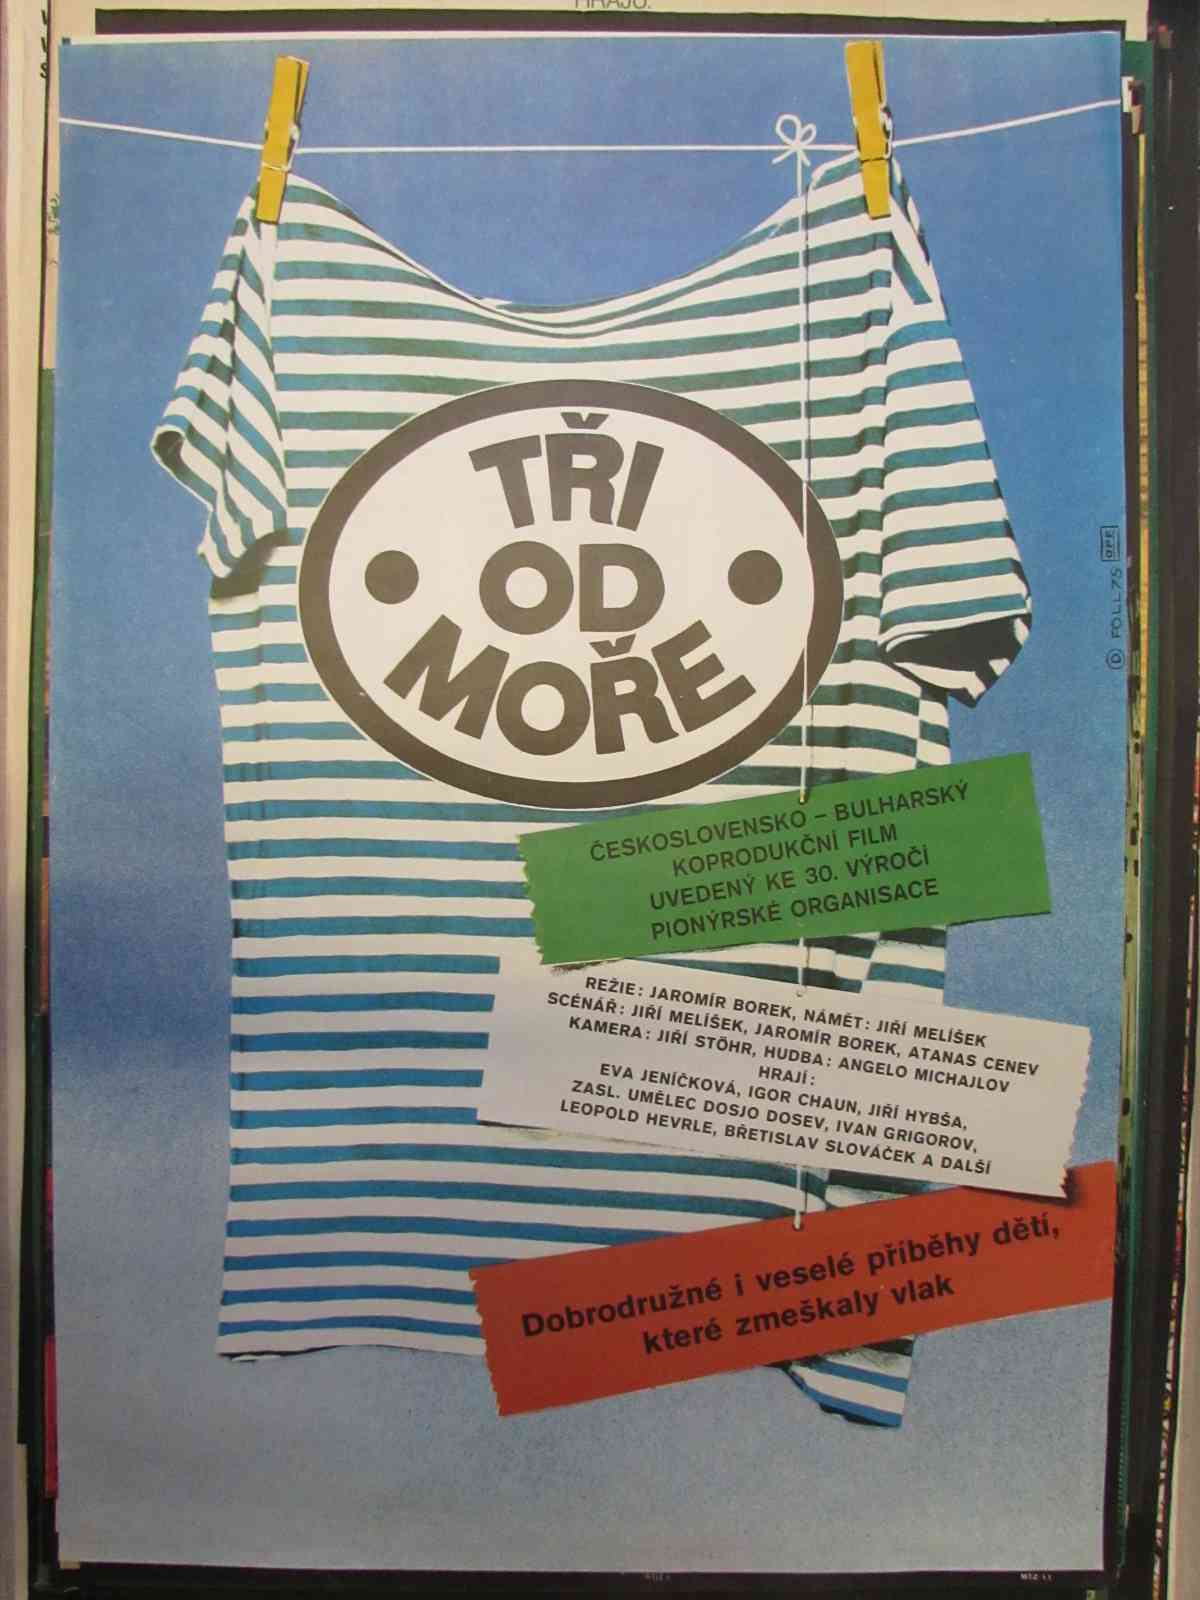 HRAJÍ:
TŘI
OD
MOŘE
ČESKOSLOVENSKO – BULHARSKÝ
KOPRODUKČNÍ FILM
UVEDENÝ KE 30. VÝROČÍ
PIONÝRSKÉ ORGANISACE
REŽIE: JAROMÍR BOREK, NÁMĚT: JIŘÍ MELÍŠEK
SCÉNÁŘ: JIŘÍ MELÍŠEK, JAROMÍR BOREK, ATANAS CENEV
KAMERA: JIŘÍ STÖHR, HUDBA: ANGELO MICHAJLOV
HRAJÍ:
EVA JENÍČKOVÁ, IGOR CHAUN, JIŘÍ HYBŠA,
ZASL. UMĚLEC DOSJO DOSEV, IVAN GRIGOROV,
LEOPOLD HEVRLE, BŘETISLAV SLOVÁČEK A DALŠÍ
Dobrodružné i veselé příběhy dětí,
které zmeškaly vlak
D FOLL 75